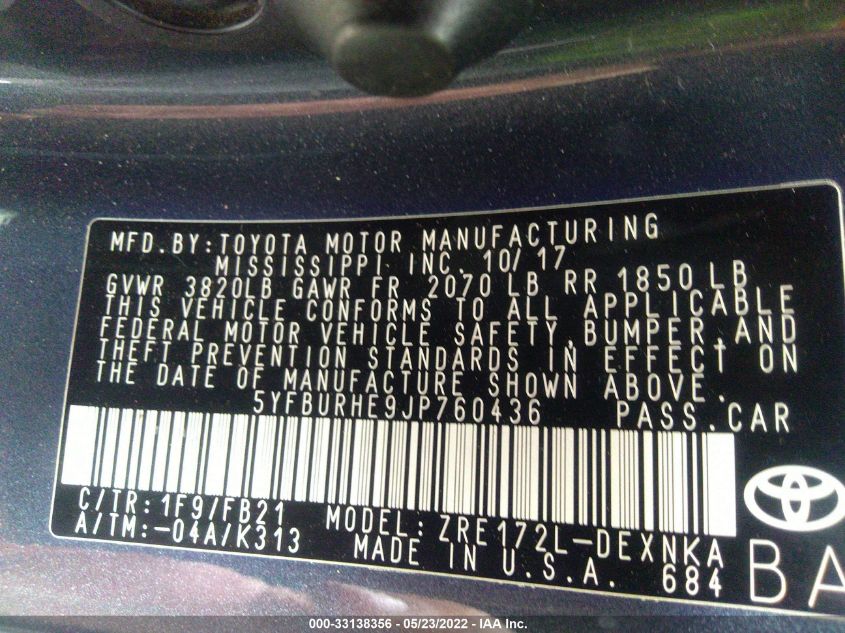 MFD.BY:TOYOTA MOTOR MANUFACTURING
MISSISSIPPI INC. 10/17
GVWR 3820LB GAWR FR 2070 LB RR 1850 LB
THIS VEHICLE CONFORMS TO ALL APPLICABLE
FEDERAL MOTOR VEHICLE SAFETY,BUMPER,AND
THEFT PREVENTION STANDARDS IN EFFECT ON
THE DATE OF MANUFACTURE SHOWN ABOVE.
5YFBURHE9JP760436 PASS.CAR
C/TR:1F9/FB21 MODEL:ZRE172L-DEXNKA
A/TM:-04A/K313 MADE IN U.S.A. 684
BA
000-33138356 - 05/23/2022 - IAA Inc.